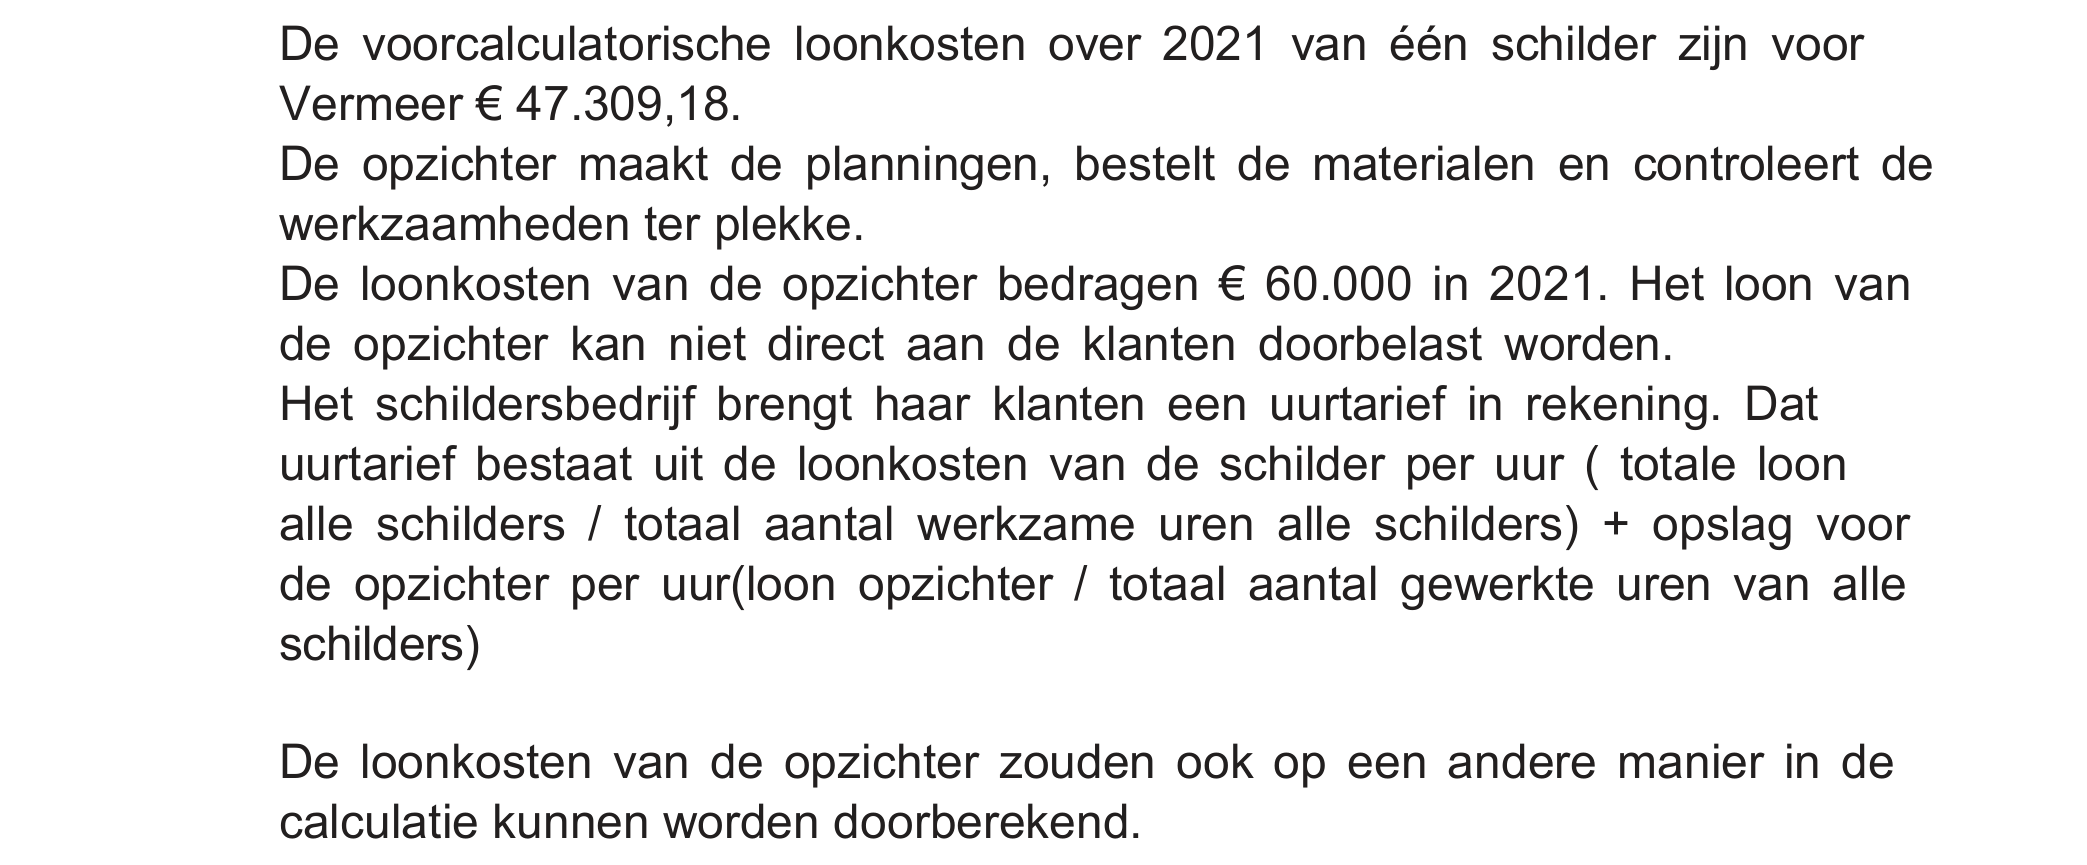 De voorcalculatorische loonkosten over 2021 van één schilder zijn voor
Vermeer € 47.309,18.
De opzichter maakt de planningen, bestelt de materialen en controleert de
werkzaamheden ter plekke.
De loonkosten van de opzichter bedragen € 60.000 in 2021. Het loon van
de opzichter kan niet direct aan de klanten doorbelast worden.
Het schildersbedrijf brengt haar klanten een uurtarief in rekening. Dat
uurtarief bestaat uit de loonkosten van de schilder per uur ( totale loon
alle schilders / totaal aantal werkzame uren alle schilders) + opslag voor
de opzichter per uur(loon opzichter / totaal aantal gewerkte uren van alle
schilders)
De loonkosten van de opzichter zouden ook op een andere manier in de
calculatie kunnen worden doorberekend.